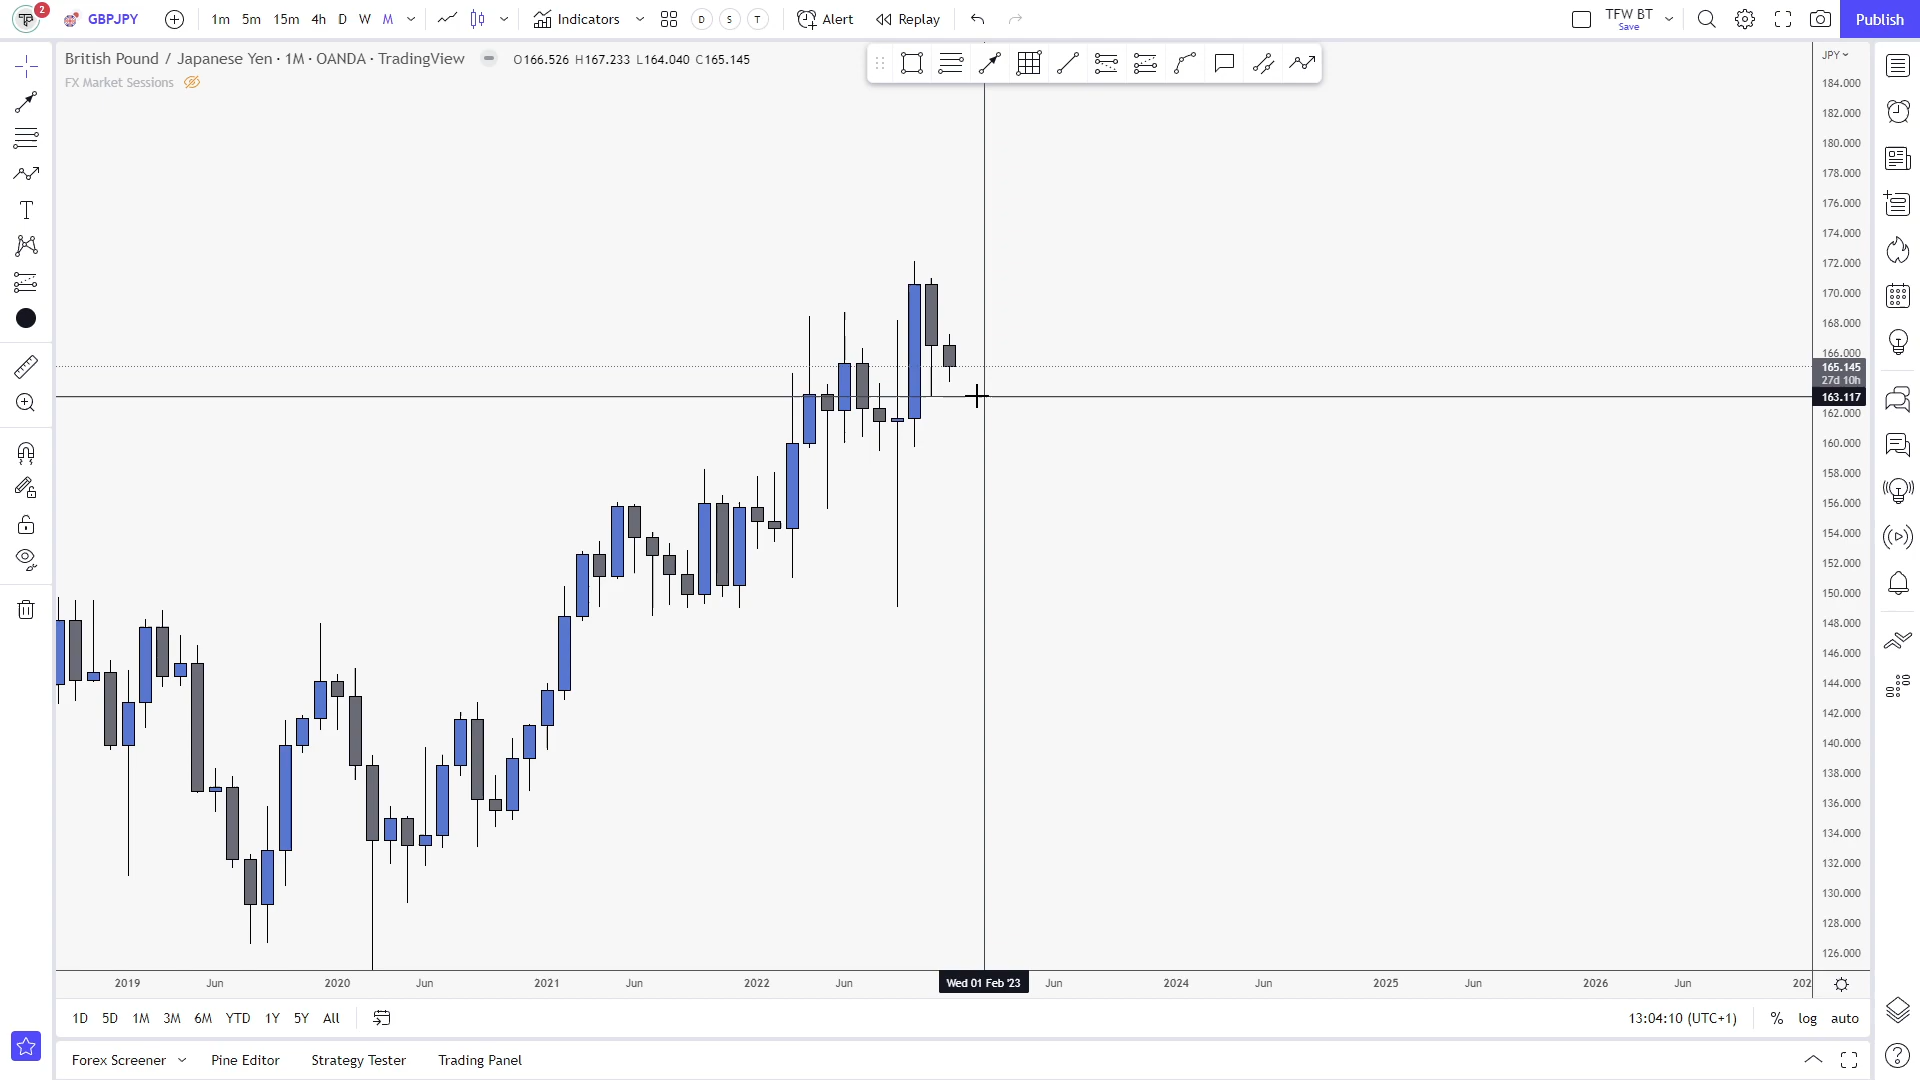 2
GBPJPY
1m 5m 15m 4h D W M
Indicators
D S T
Alert
Replay
TFW BT
Save
Publish
British Pound / Japanese Yen · 1M · OANDA · TradingView
O166.526 H167.233 L164.040 C165.145
FX Market Sessions
JPY
184.000
182.000
180.000
178.000
176.000
174.000
172.000
170.000
168.000
166.000
165.145
27d 10h
163.117
162.000
160.000
158.000
156.000
154.000
152.000
150.000
148.000
146.000
144.000
142.000
140.000
138.000
136.000
134.000
132.000
130.000
128.000
126.000
T
2019 Jun 2020 Jun 2021 Jun 2022 Jun Wed 01 Feb '23 Jun 2024 Jun 2025 Jun 2026 Jun 202
1D 5D 1M 3M 6M YTD 1Y 5Y All
13:04:10 (UTC+1) % log auto
Forex Screener Pine Editor Strategy Tester Trading Panel